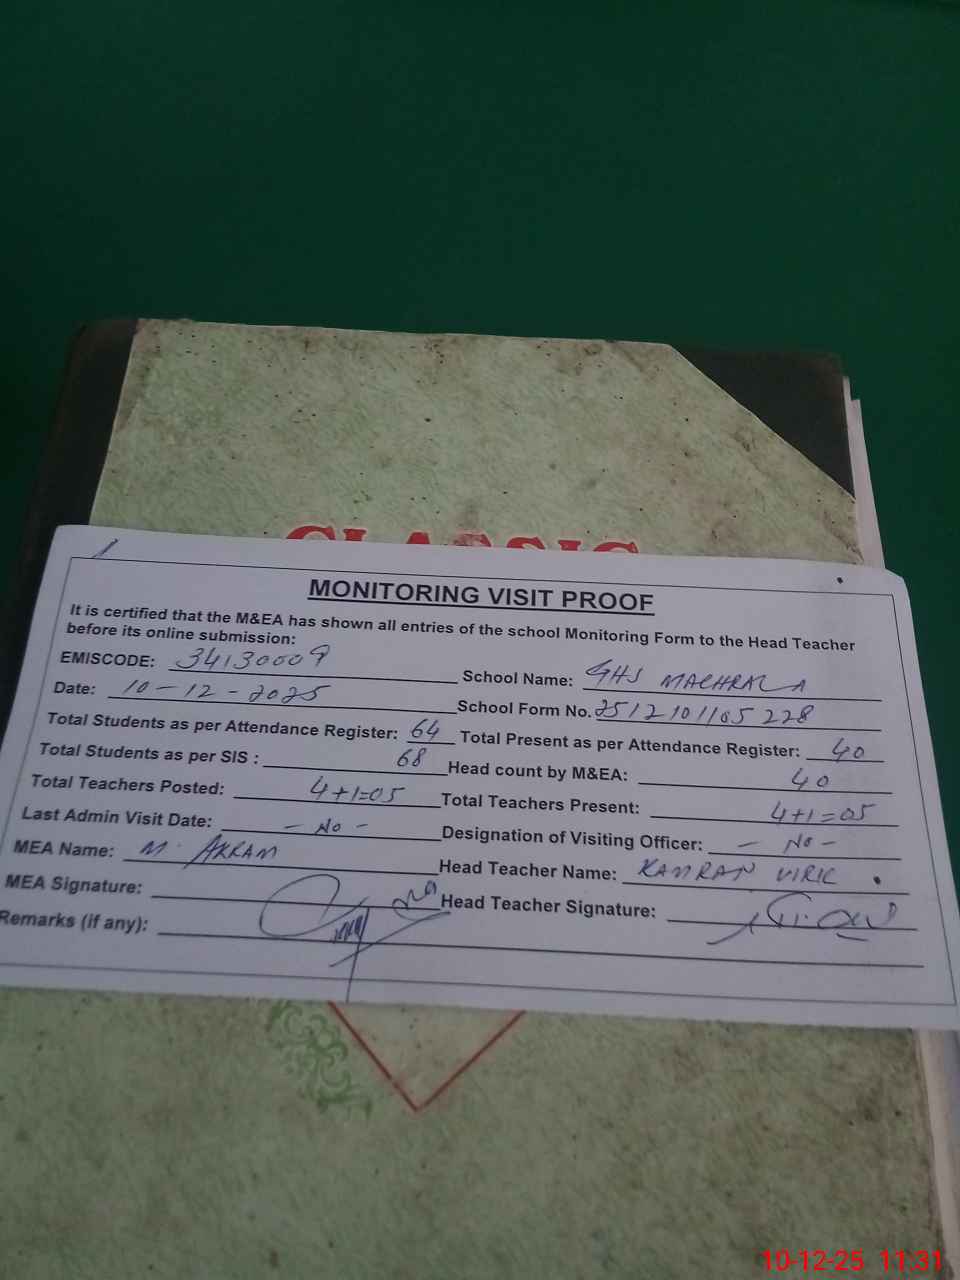 CLASSIC
MONITORING VISIT PROOF
It is certified that the M&EA has shown all entries of the school Monitoring Form to the Head Teacher
before its online submission:
EMISCODE: 34130009 School Name: GHS MACHRALA
Date: 10-12-2025 School Form No. 2512101105228
Total Students as per Attendance Register: 64 Total Present as per Attendance Register: 40
Total Students as per SIS : 68 Head count by M&EA: 40
Total Teachers Posted: 4+1=05 Total Teachers Present: 4+1=05
Last Admin Visit Date: - No - Designation of Visiting Officer: - No -
MEA Name: M. AKRAM Head Teacher Name: KAMRAN VIRK
MEA Signature: Head Teacher Signature:
Remarks (if any):
10-12-25 11:31